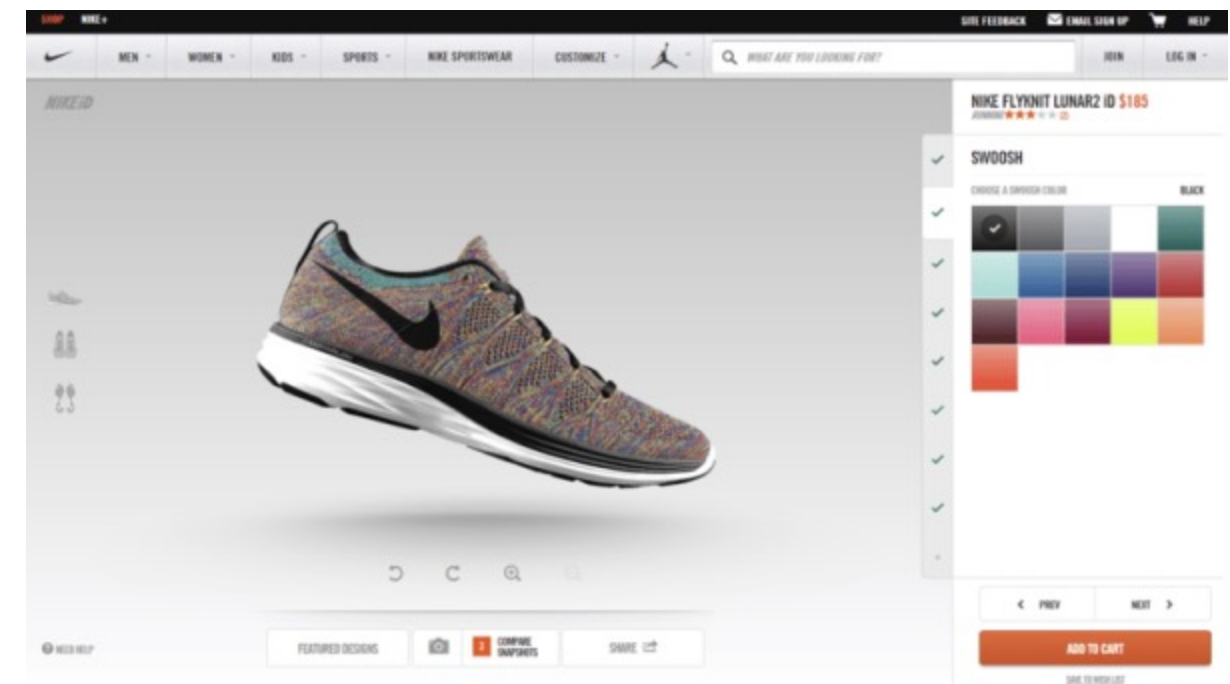 SHOP NIKE+ SITE FEEDBACK EMAIL SIGN UP HELP
MEN WOMEN KIDS SPORTS NIKE SPORTSWEAR CUSTOMIZE WHAT ARE YOU LOOKING FOR? JOIN LOG IN
NIKEiD
NIKE FLYKNIT LUNAR2 iD $185
SWOOSH
CHOOSE A SWOOSH COLOR BLACK
PREV NEXT
NEED HELP
FEATURED DESIGNS
3 COMPARE
SNAPSHOTS
SHARE
ADD TO CART
SAVE TO WISH LIST